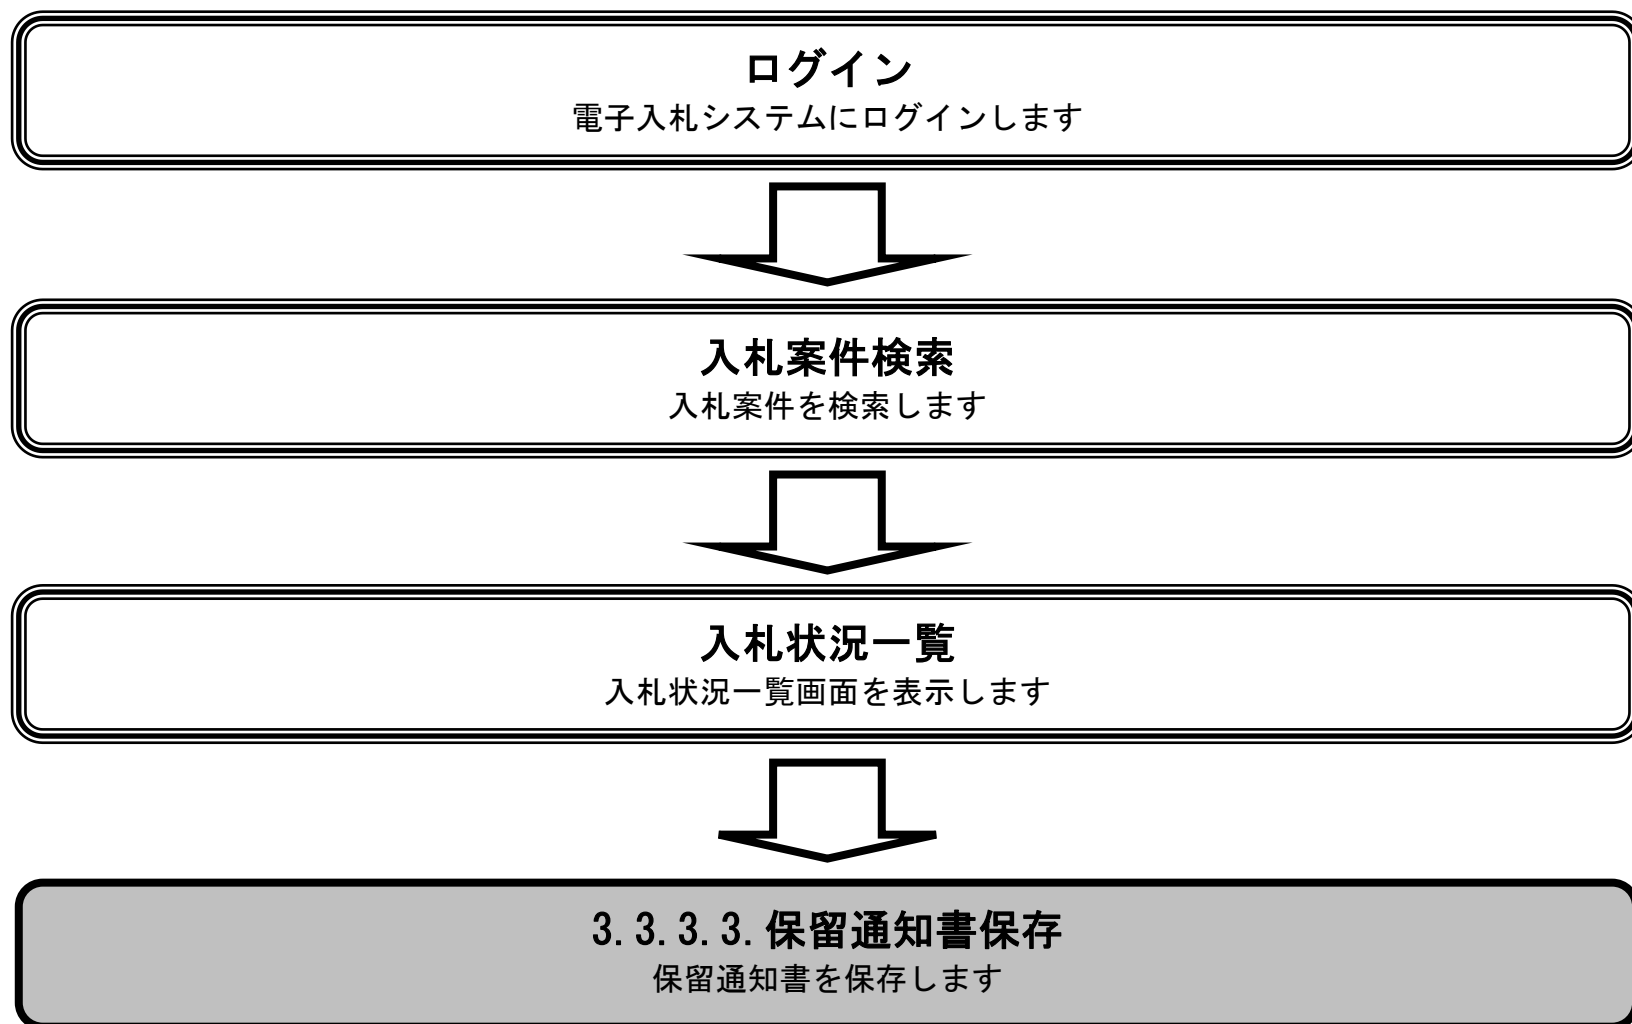 ログイン
電子入札システムにログインします
入札案件検索
入札案件を検索します
入札状況一覧
入札状況一覧画面を表示します
3.3.3.3.保留通知書保存
保留通知書を保存します